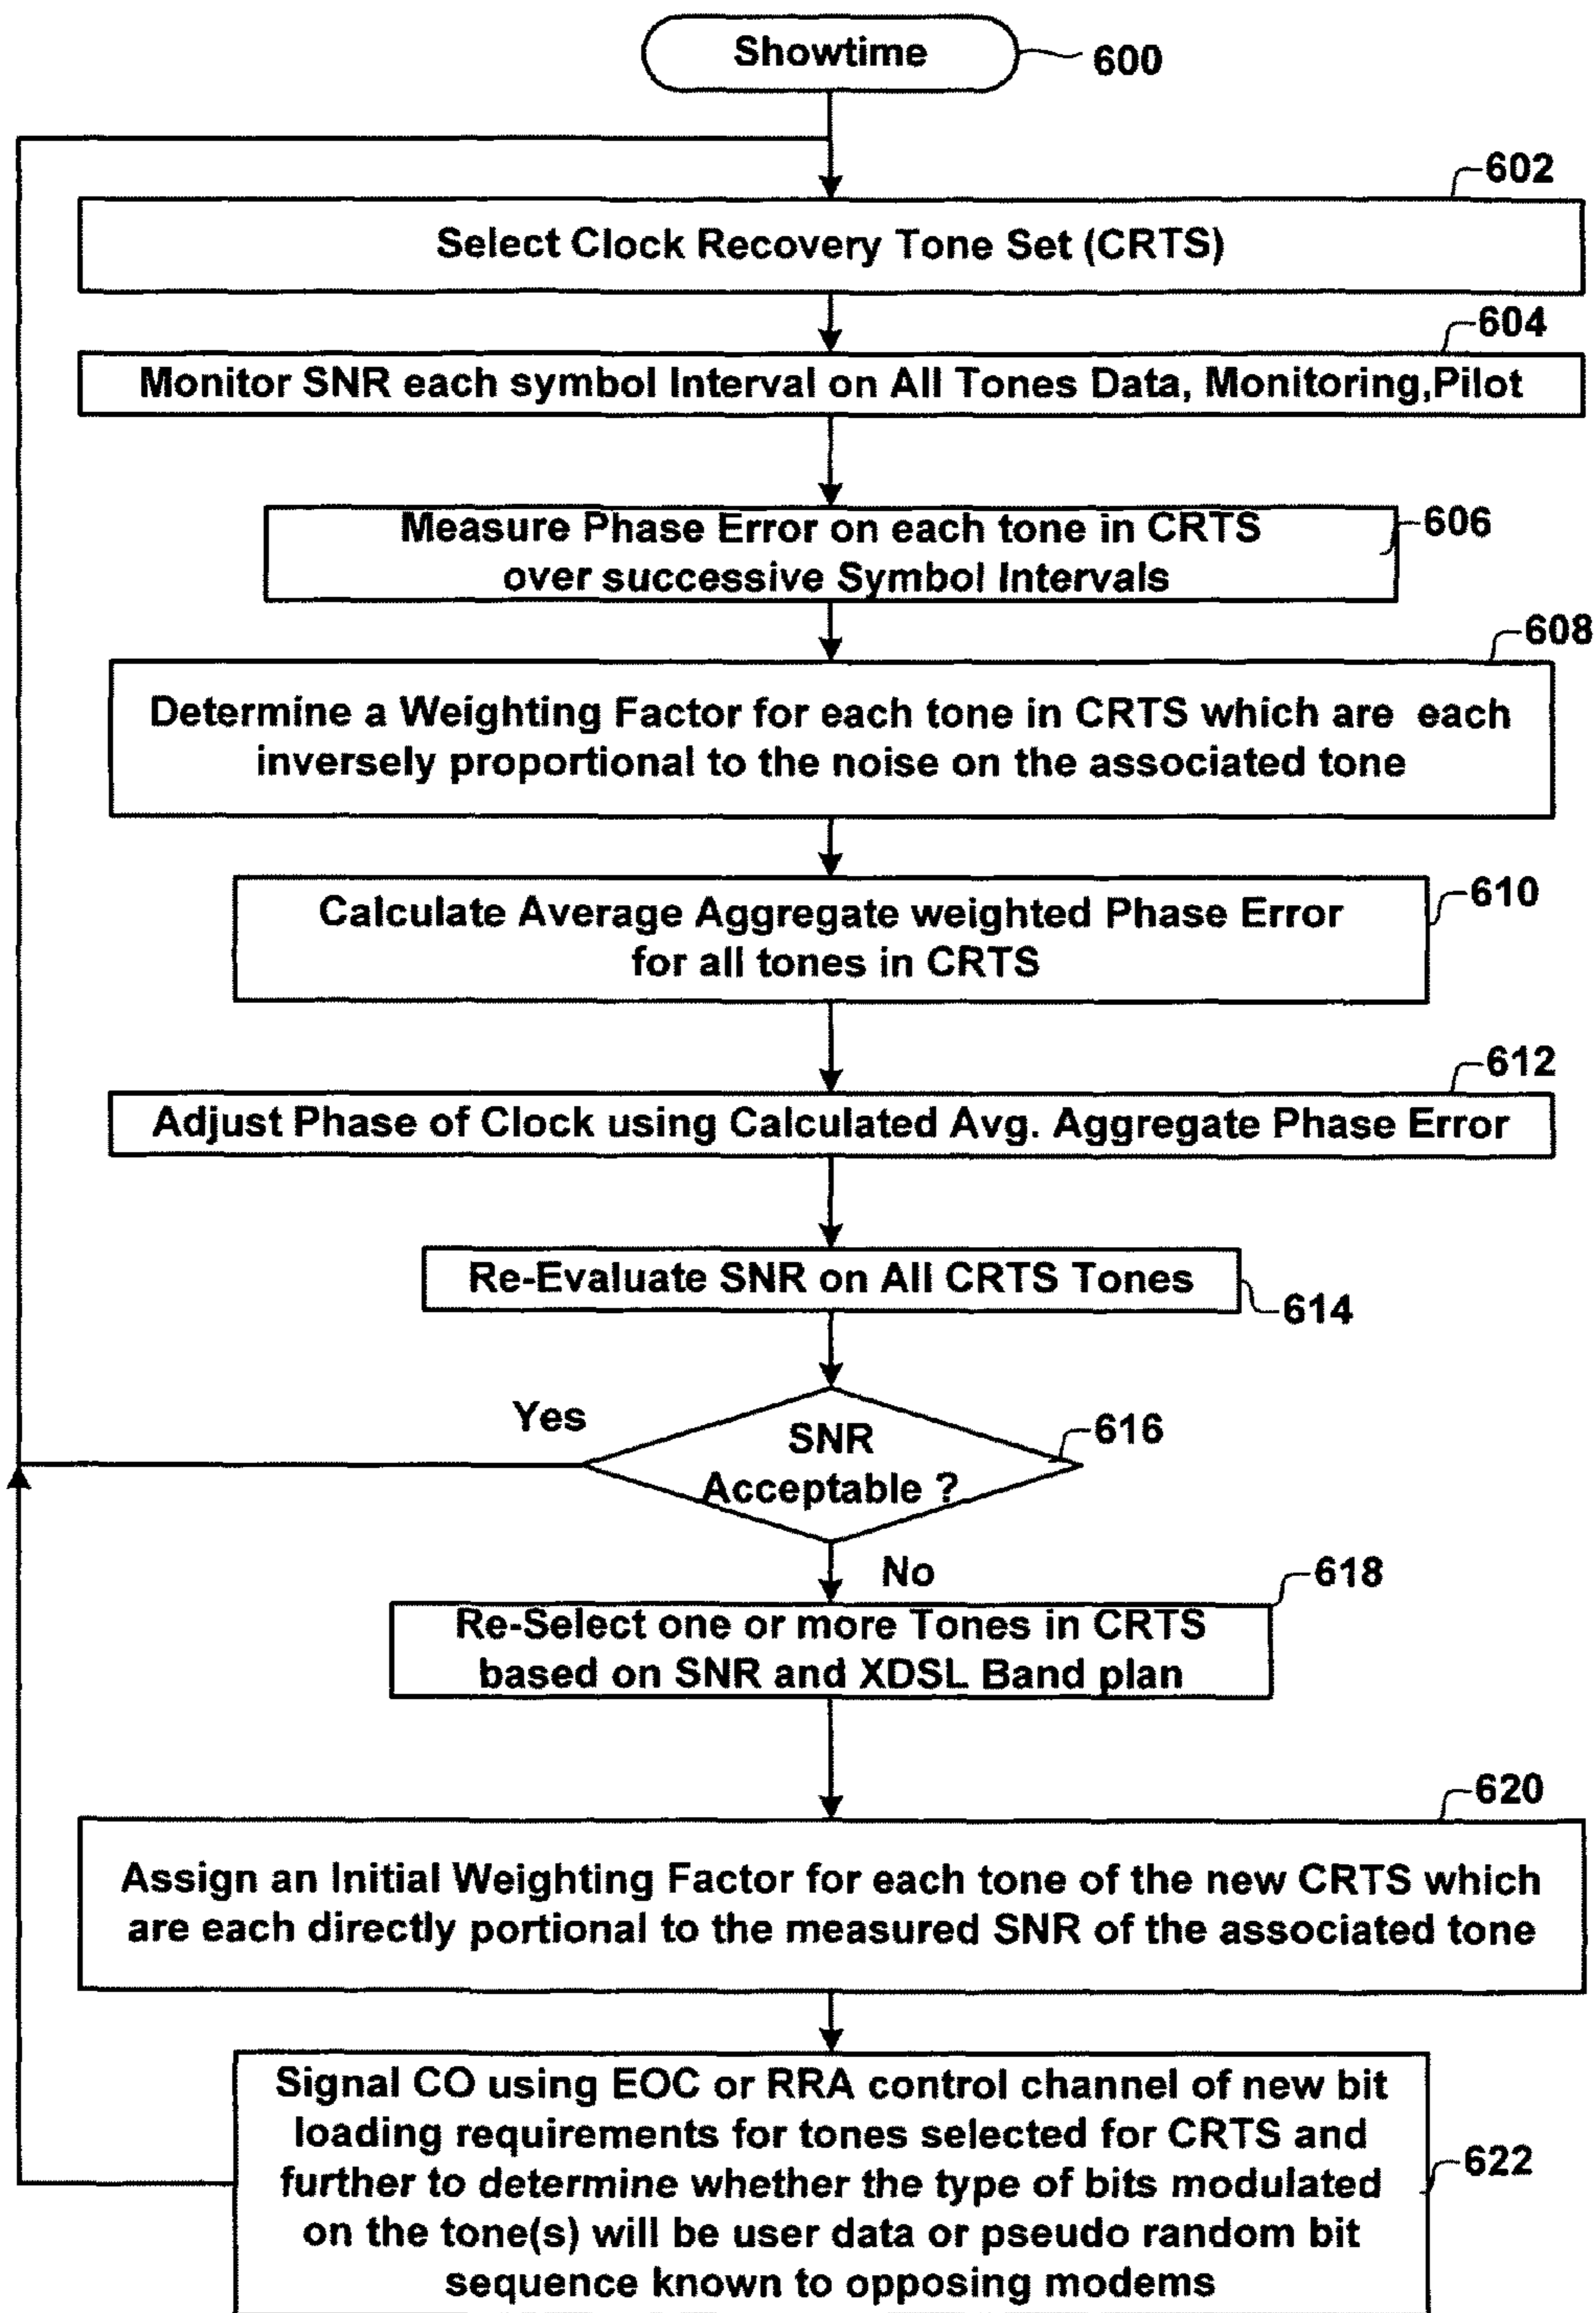 Showtime
600
602
Select Clock Recovery Tone Set (CRTS)
604
Monitor SNR each symbol Interval on All Tones Data, Monitoring,Pilot
Measure Phase Error on each tone in CRTS
over successive Symbol Intervals
606
608
Determine a Weighting Factor for each tone in CRTS which are each
inversely proportional to the noise on the associated tone
610
Calculate Average Aggregate weighted Phase Error
for all tones in CRTS
612
Adjust Phase of Clock using Calculated Avg. Aggregate Phase Error
Re-Evaluate SNR on All CRTS Tones
614
Yes
SNR
Acceptable ?
616
No
618
Re-Select one or more Tones in CRTS
based on SNR and XDSL Band plan
620
Assign an Initial Weighting Factor for each tone of the new CRTS which
are each directly portional to the measured SNR of the associated tone
Signal CO using EOC or RRA control channel of new bit
loading requirements for tones selected for CRTS and
further to determine whether the type of bits modulated
on the tone(s) will be user data or pseudo random bit
sequence known to opposing modems
622